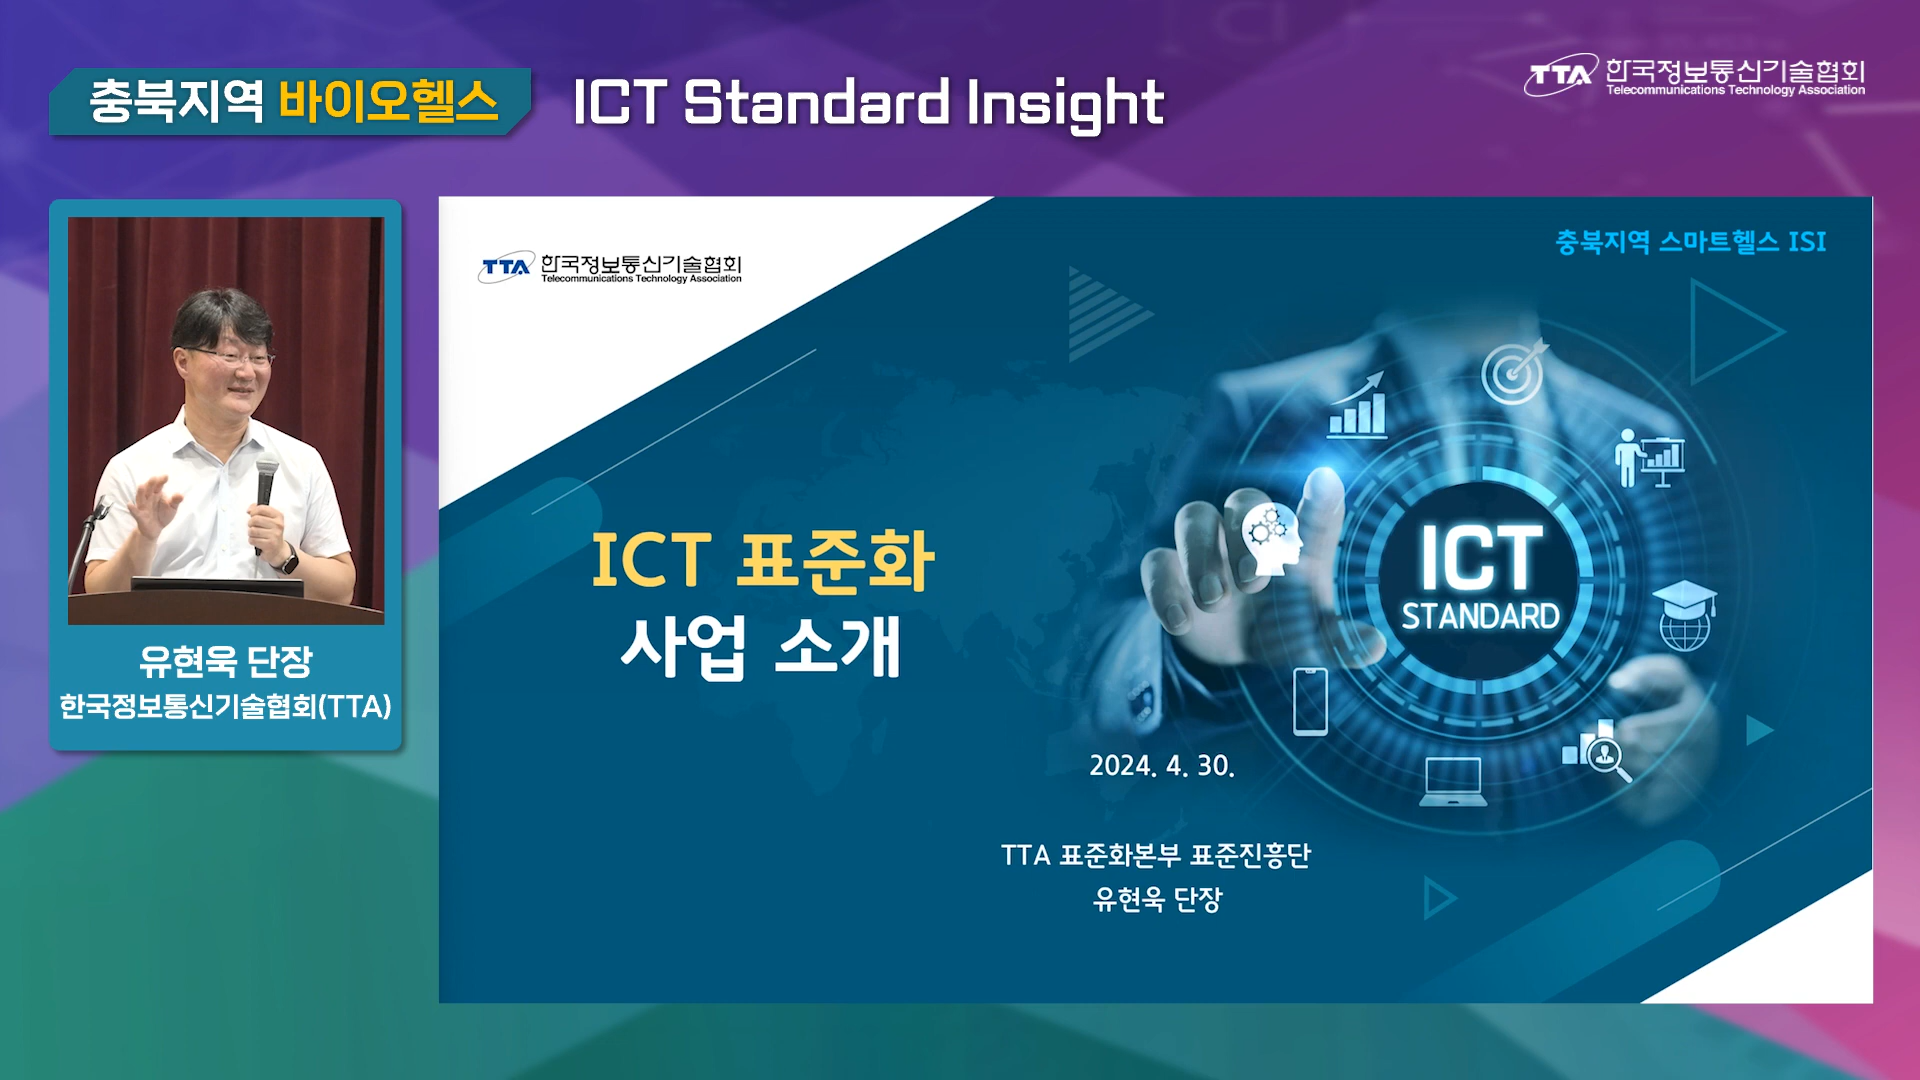 충북지역 바이오헬스 ICT Standard Insight
TTA 한국정보통신기술협회
Telecommunications Technology Association
유현욱 단장
한국정보통신기술협회(TTA)
TTA 한국정보통신기술협회
Telecommunications Technology Association
충북지역 스마트헬스 ISI
ICT 표준화
사업 소개
ICT
STANDARD
2024. 4. 30.
TTA 표준화본부 표준진흥단
유현욱 단장